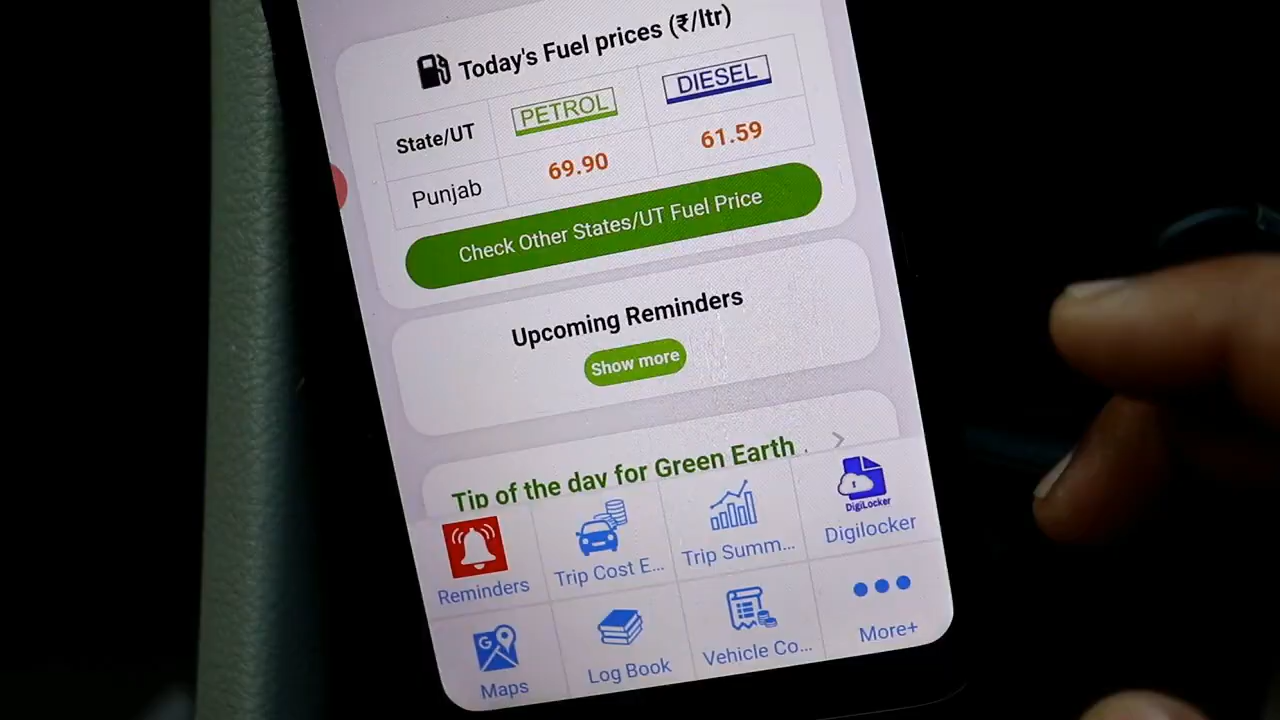 Today's Fuel prices (₹/ltr)
State/UT PETROL DIESEL
Punjab 69.90 61.59
Check Other States/UT Fuel Price
Upcoming Reminders
Show more
Tip of the day for Green Earth .
DigiLocker
Reminders Trip Cost E... Trip Summ... Digilocker
G
Maps Log Book Vehicle Co... More+